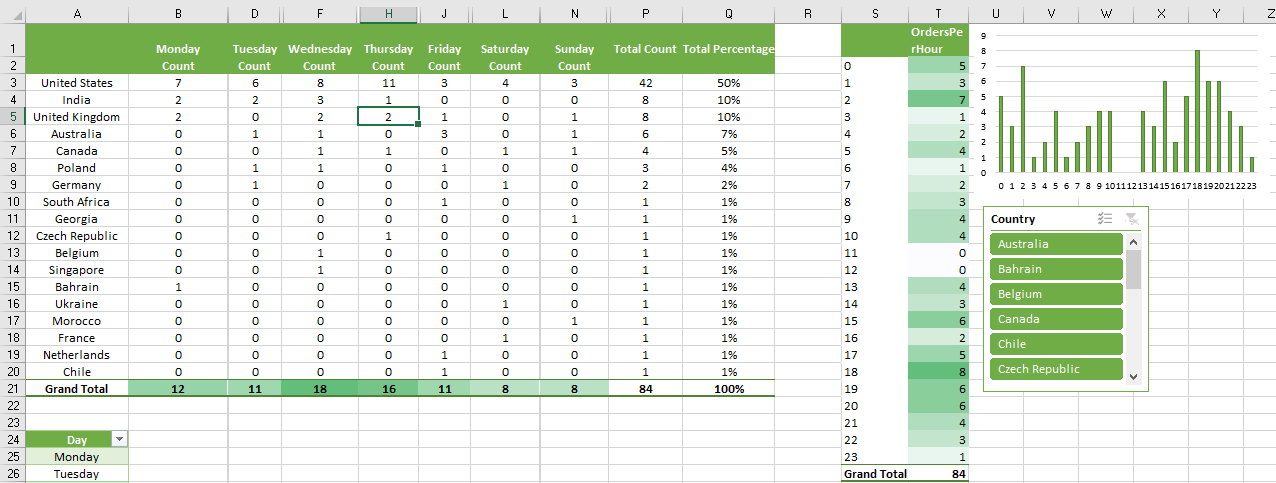 A B D F H J L N P Q R S T U V W X Y Z
1 Monday Count Tuesday Count Wednesday Count Thursday Count Friday Count Saturday Count Sunday Count Total Count Total Percentage OrdersPerHour
2 0 5
3 United States 7 6 8 11 3 4 3 42 50% 1 3
4 India 2 2 3 1 0 0 0 8 10% 2 7
5 United Kingdom 2 0 2 2 1 0 1 8 10% 3 1
6 Australia 0 1 1 0 3 0 1 6 7% 4 2
7 Canada 0 0 1 1 0 1 1 4 5% 5 4
8 Poland 0 1 1 0 1 0 0 3 4% 6 1
9 Germany 0 1 0 0 0 1 0 2 2% 7 2
10 South Africa 0 0 0 0 1 0 0 1 1% 8 3
11 Georgia 0 0 0 0 0 0 1 1 1% 9 4
12 Czech Republic 0 0 0 1 0 0 0 1 1% 10 4
13 Belgium 0 0 1 0 0 0 0 1 1% 11 0
14 Singapore 0 0 1 0 0 0 0 1 1% 12 0
15 Bahrain 1 0 0 0 0 0 0 1 1% 13 4
16 Ukraine 0 0 0 0 0 1 0 1 1% 14 3
17 Morocco 0 0 0 0 0 0 1 1 1% 15 6
18 France 0 0 0 0 0 1 0 1 1% 16 2
19 Netherlands 0 0 0 0 1 0 0 1 1% 17 5
20 Chile 0 0 0 0 1 0 0 1 1% 18 8
21 Grand Total 12 11 18 16 11 8 8 84 100% 19 6
22 20 6
23 21 4
24 Day 22 3
25 Monday 23 1
26 Tuesday Grand Total 84
9
8
7
6
5
4
3
2
1
0
0 1 2 3 4 5 6 7 8 9 10 11 12 13 14 15 16 17 18 19 20 21 22 23
Country
Australia
Bahrain
Belgium
Canada
Chile
Czech Republic